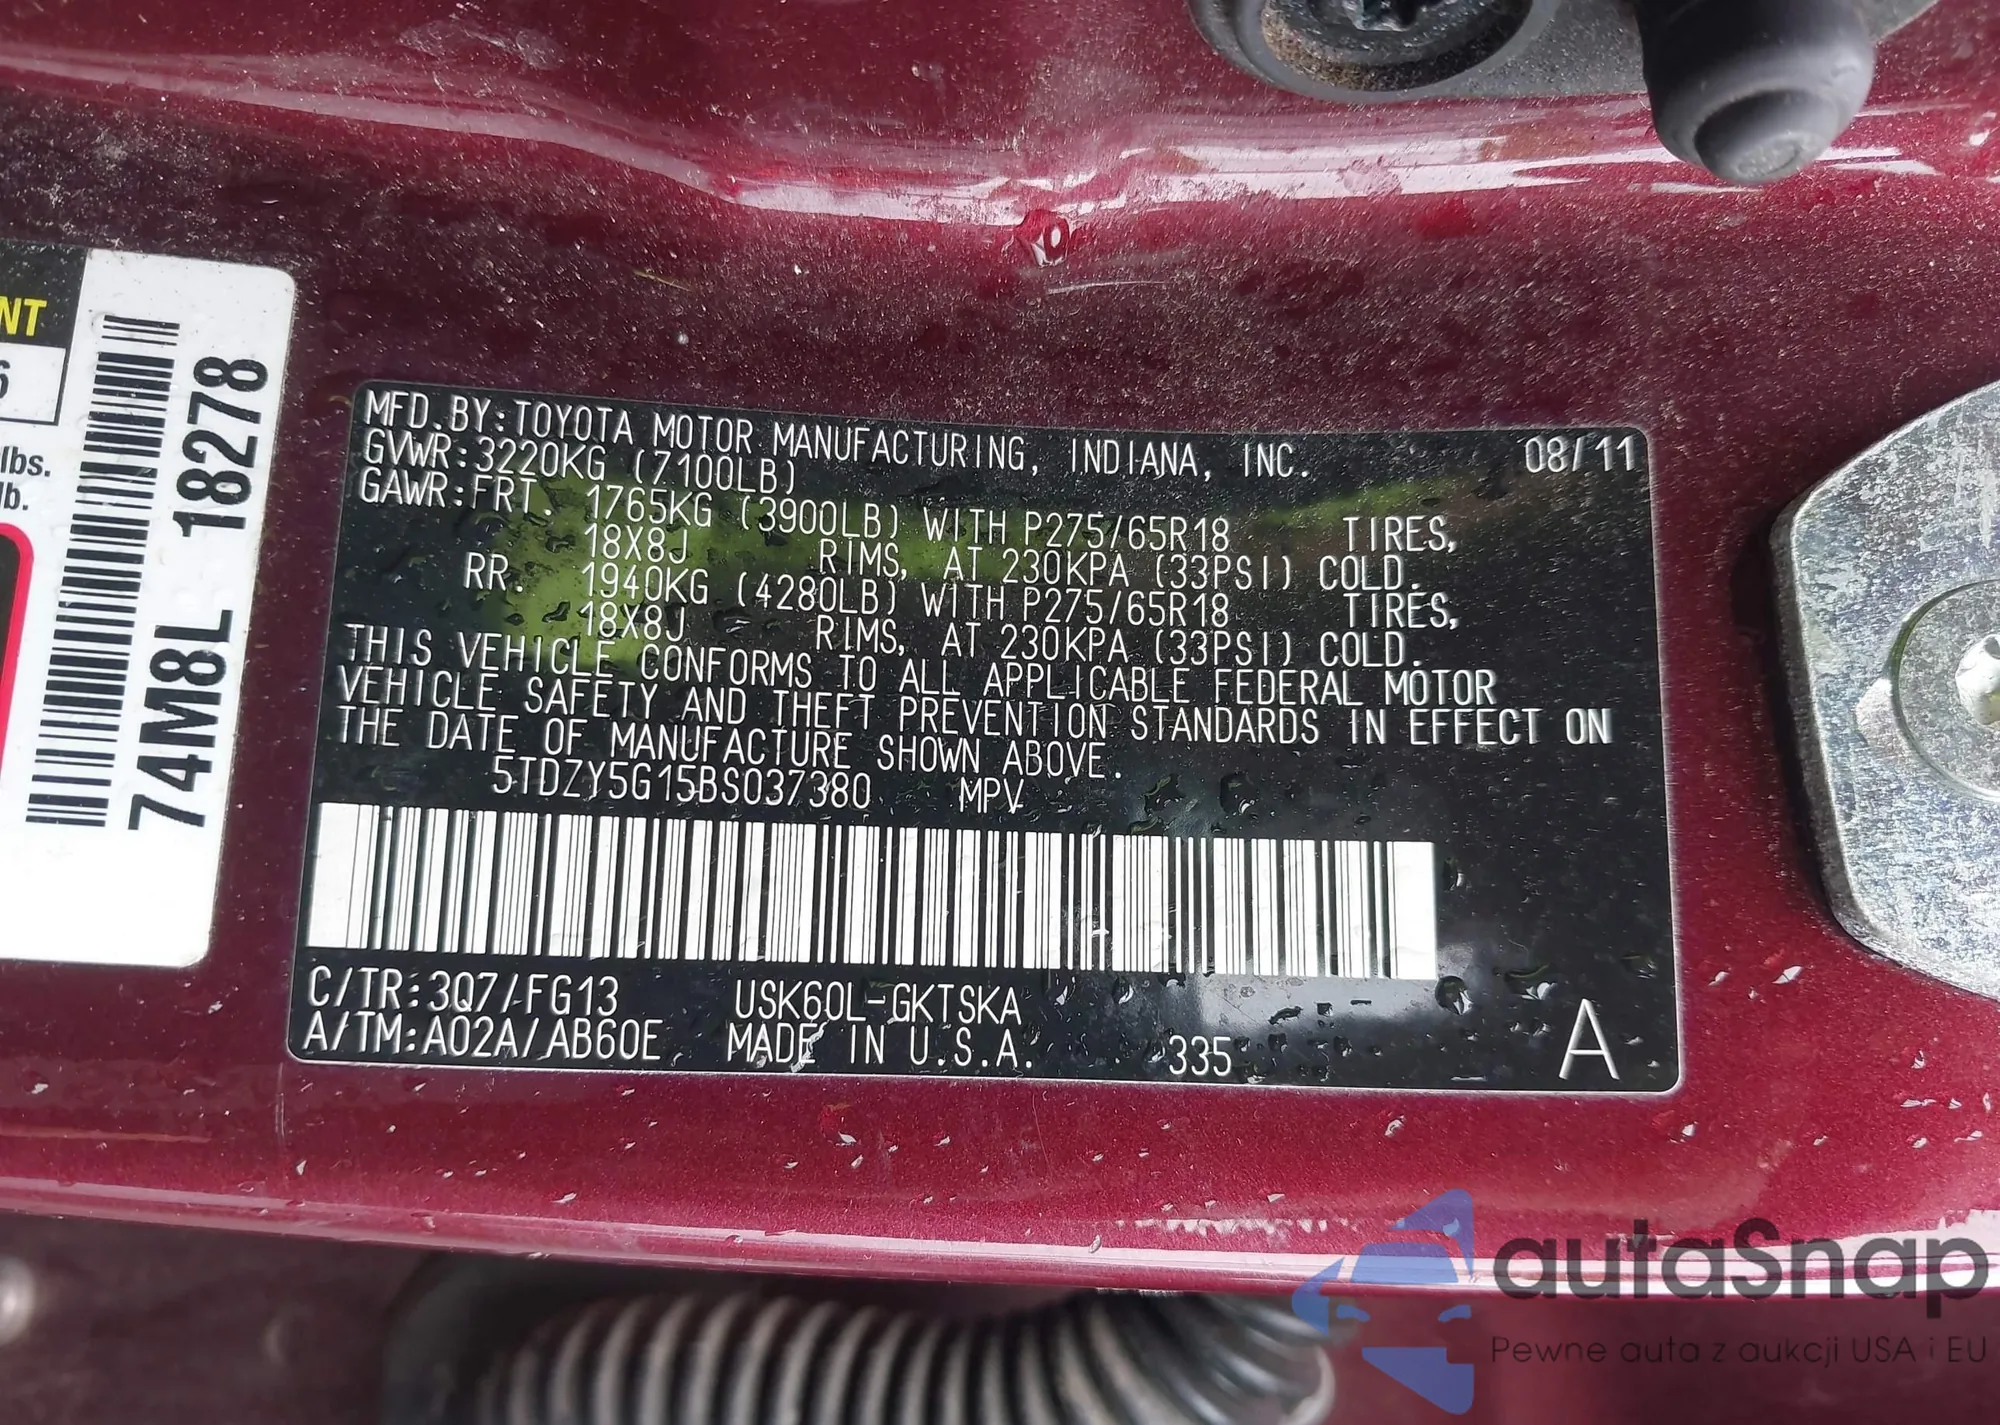 NT
6
lbs.
lb.
74M8L 18278
MFD.BY:TOYOTA MOTOR MANUFACTURING, INDIANA, INC. 08/11
GVWR:3220KG (7100LB)
GAWR:FRT. 1765KG (3900LB) WITH P275/65R18 TIRES,
18X8J RIMS, AT 230KPA (33PSI) COLD.
RR. 1940KG (4280LB) WITH P275/65R18 TIRES,
18X8J RIMS, AT 230KPA (33PSI) COLD.
THIS VEHICLE CONFORMS TO ALL APPLICABLE FEDERAL MOTOR
VEHICLE SAFETY AND THEFT PREVENTION STANDARDS IN EFFECT ON
THE DATE OF MANUFACTURE SHOWN ABOVE.
5TDZY5G15BS037380 MPV
C/TR:3Q7/FG13 USK60L-GKTSKA
A/TM:A02A/AB60E MADE IN U.S.A. 335 A
autaSnap
Pewne auta z aukcji USA i EU